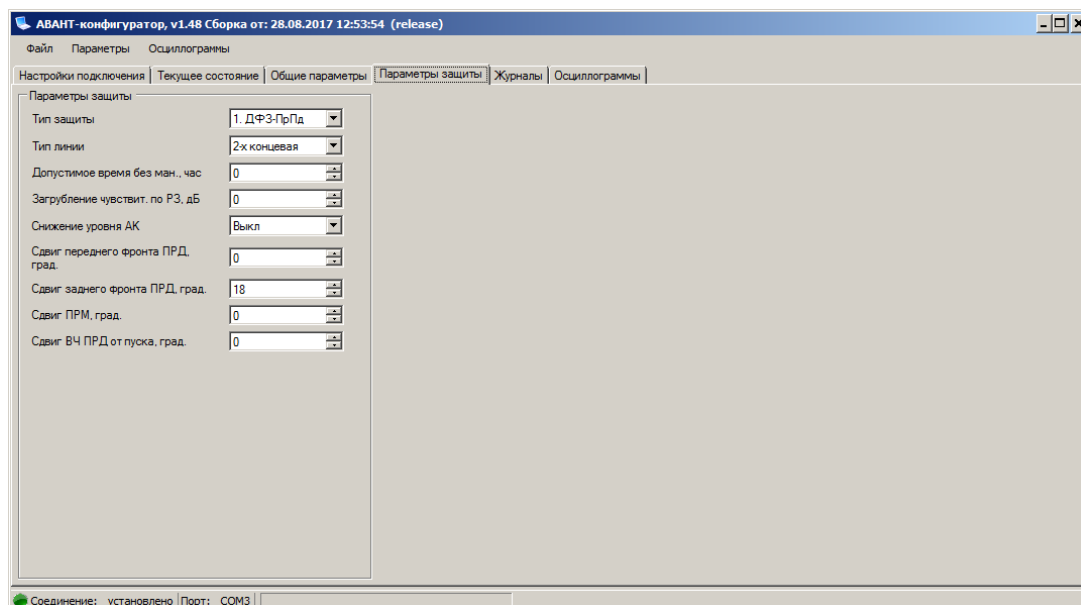 АВАНТ-конфигуратор, v1.48 Сборка от: 28.08.2017 12:53:54 (release)
Файл Параметры Осциллограммы
Настройки подключения Текущее состояние Общие параметры Параметры защиты Журналы Осциллограммы
Параметры защиты
Тип защиты 1. ДФЗ-ПрПд
Тип линии 2-х концевая
Допустимое время без ман., час 0
Загрубление чувствит. по РЗ, дБ 0
Снижение уровня АК Выкл
Сдвиг переднего фронта ПРД,
град. 0
Сдвиг заднего фронта ПРД, град. 18
Сдвиг ПРМ, град. 0
Сдвиг ВЧ ПРД от пуска, град. 0
Соединение: установлено Порт: COM3